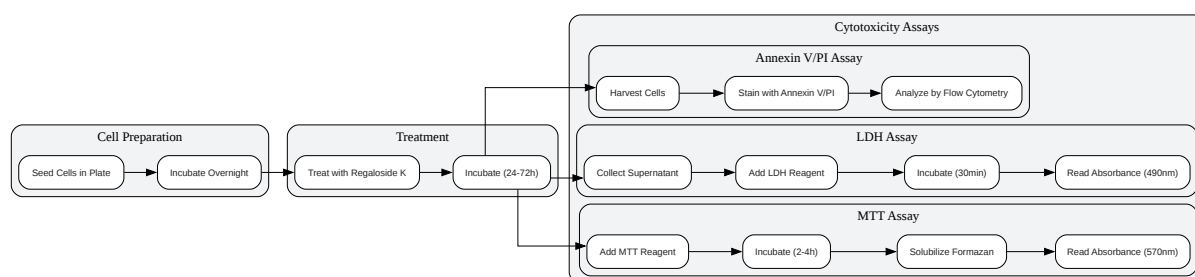 Cytotoxicity Assays
Annexin V/PI Assay
Harvest Cells
Stain with Annexin V/PI
Analyze by Flow Cytometry
Cell Preparation
Seed Cells in Plate
Incubate Overnight
Treatment
Treat with Regaloside K
Incubate (24-72h)
LDH Assay
Collect Supernatant
Add LDH Reagent
Incubate (30min)
Read Absorbance (490nm)
MTT Assay
Add MTT Reagent
Incubate (2-4h)
Solubilize Formazan
Read Absorbance (570nm)